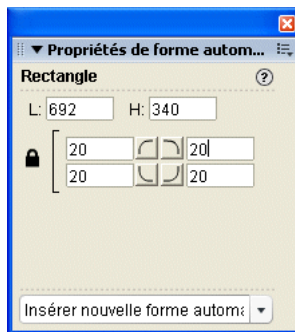 Propriétés de forme autom...
Rectangle
L: 692 H: 340
20 20
20 20
Insérer nouvelle forme automa